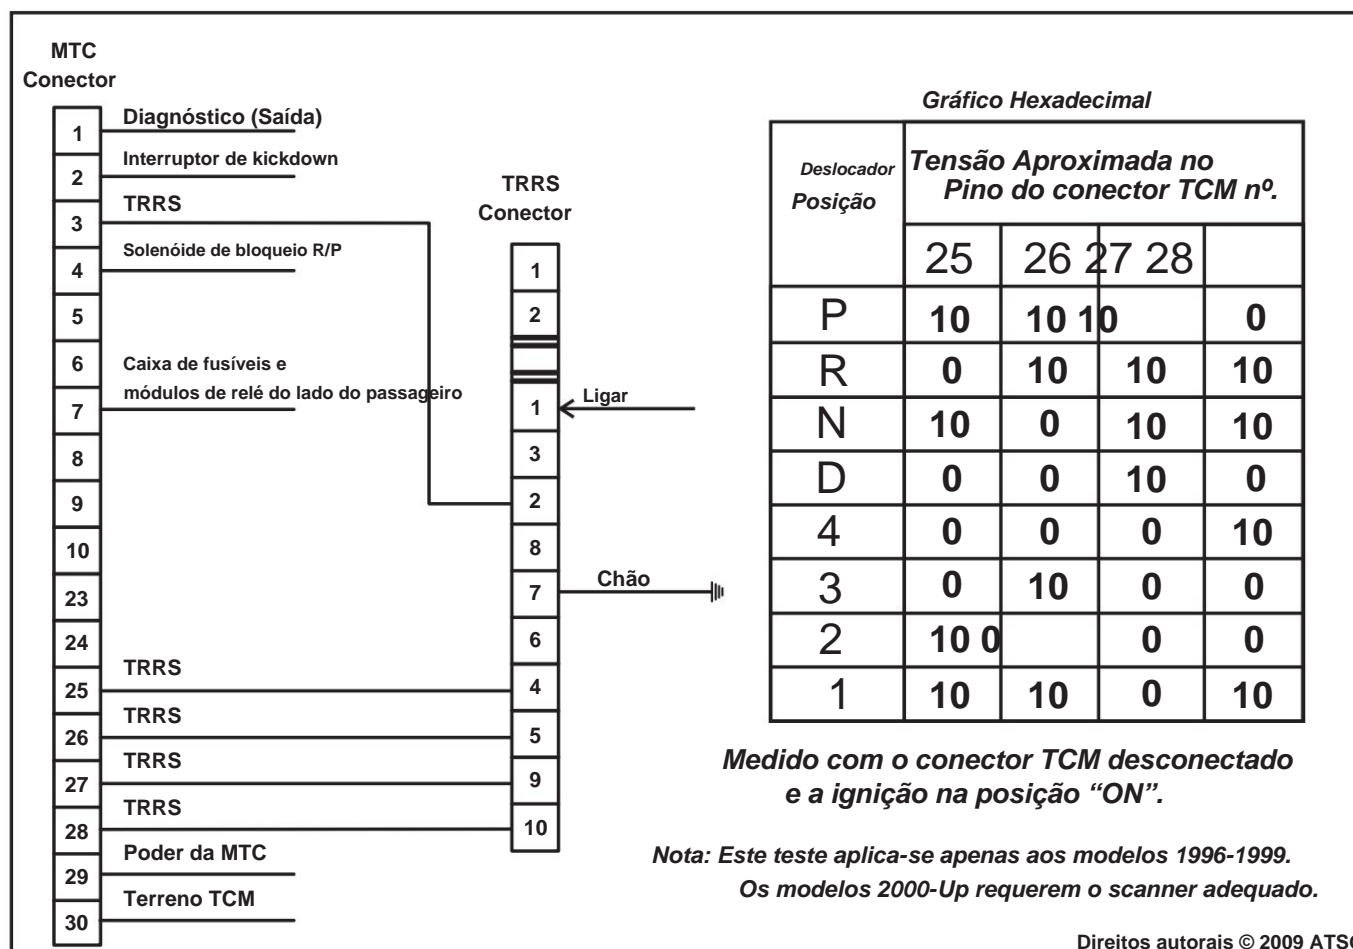 MTC
Conector
1
Diagnóstico (Saída)
2
Interruptor de kickdown
3
TRRS
4
Solenóide de bloqueio R/P
5
6
Caixa de fusíveis e
módulos de relé do lado do passageiro
7
8
9
10
23
24
25
TRRS
26
TRRS
27
TRRS
28
TRRS
29
Poder da MTC
30
Terreno TCM
TRRS
Conector
1
2
1
Ligar
3
2
8
7
Chão
6
4
5
9
10
Gráfico Hexadecimal
Deslocador
Posição
Tensão Aproximada no
Pino do conector TCM nº.
25 26 27 28
P 10 10 10 0
R 0 10 10 10
N 10 0 10 10
D 0 0 10 0
4 0 0 0 10
3 0 10 0 0
2 10 0 0 0
1 10 10 0 10
Medido com o conector TCM desconectado
e a ignição na posição “ON”.
Nota: Este teste aplica-se apenas aos modelos 1996-1999.
Os modelos 2000-Up requerem o scanner adequado.
Direitos autorais © 2009 ATSG